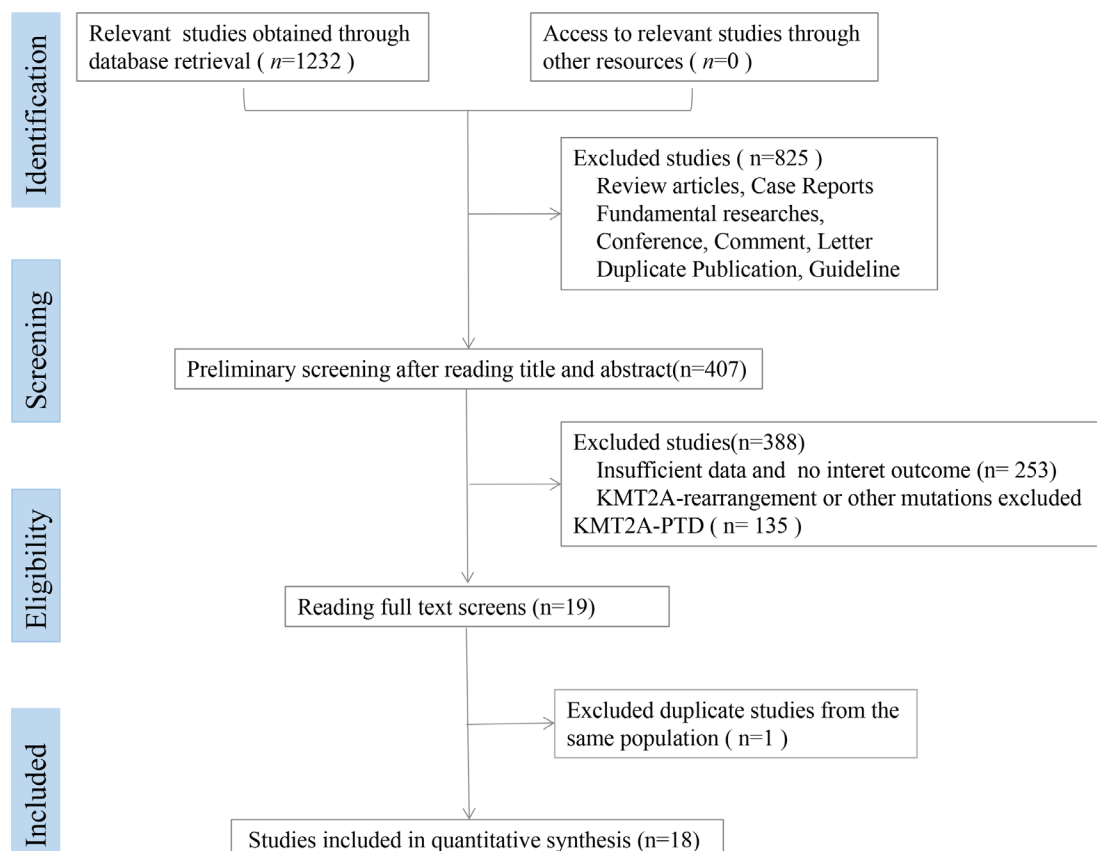 Identification
Relevant studies obtained through
database retrieval ( n=1232 )
Access to relevant studies through
other resources ( n=0 )
Excluded studies ( n=825 )
Review articles, Case Reports
Fundamental researches,
Conference, Comment, Letter
Duplicate Publication, Guideline
Screening
Preliminary screening after reading title and abstract(n=407)
Excluded studies(n=388)
Insufficient data and no interet outcome (n= 253)
KMT2A-rearrangement or other mutations excluded
KMT2A-PTD ( n= 135 )
Eligibility
Reading full text screens (n=19)
Excluded duplicate studies from the
same population ( n=1 )
Included
Studies included in quantitative synthesis (n=18)